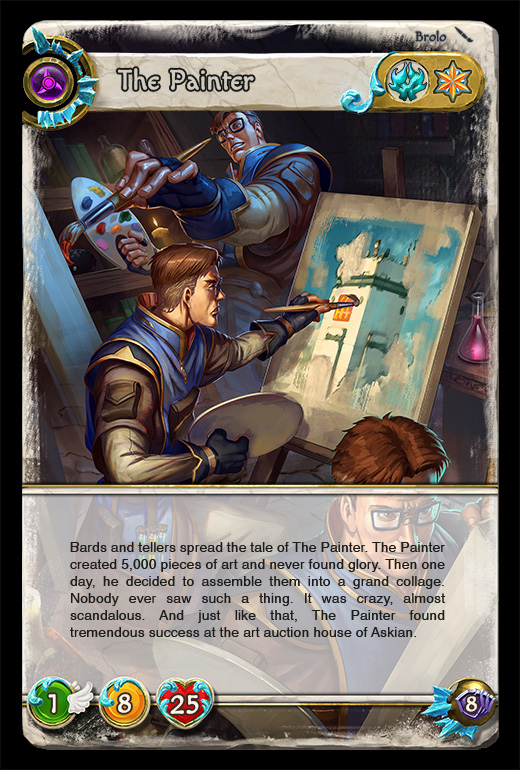 Brolo
The Painter
Bards and tellers spread the tale of The Painter. The Painter
created 5,000 pieces of art and never found glory. Then one
day, he decided to assemble them into a grand collage.
Nobody ever saw such a thing. It was crazy, almost
scandalous. And just like that, The Painter found
tremendous success at the art auction house of Askian.
1 8 25 8